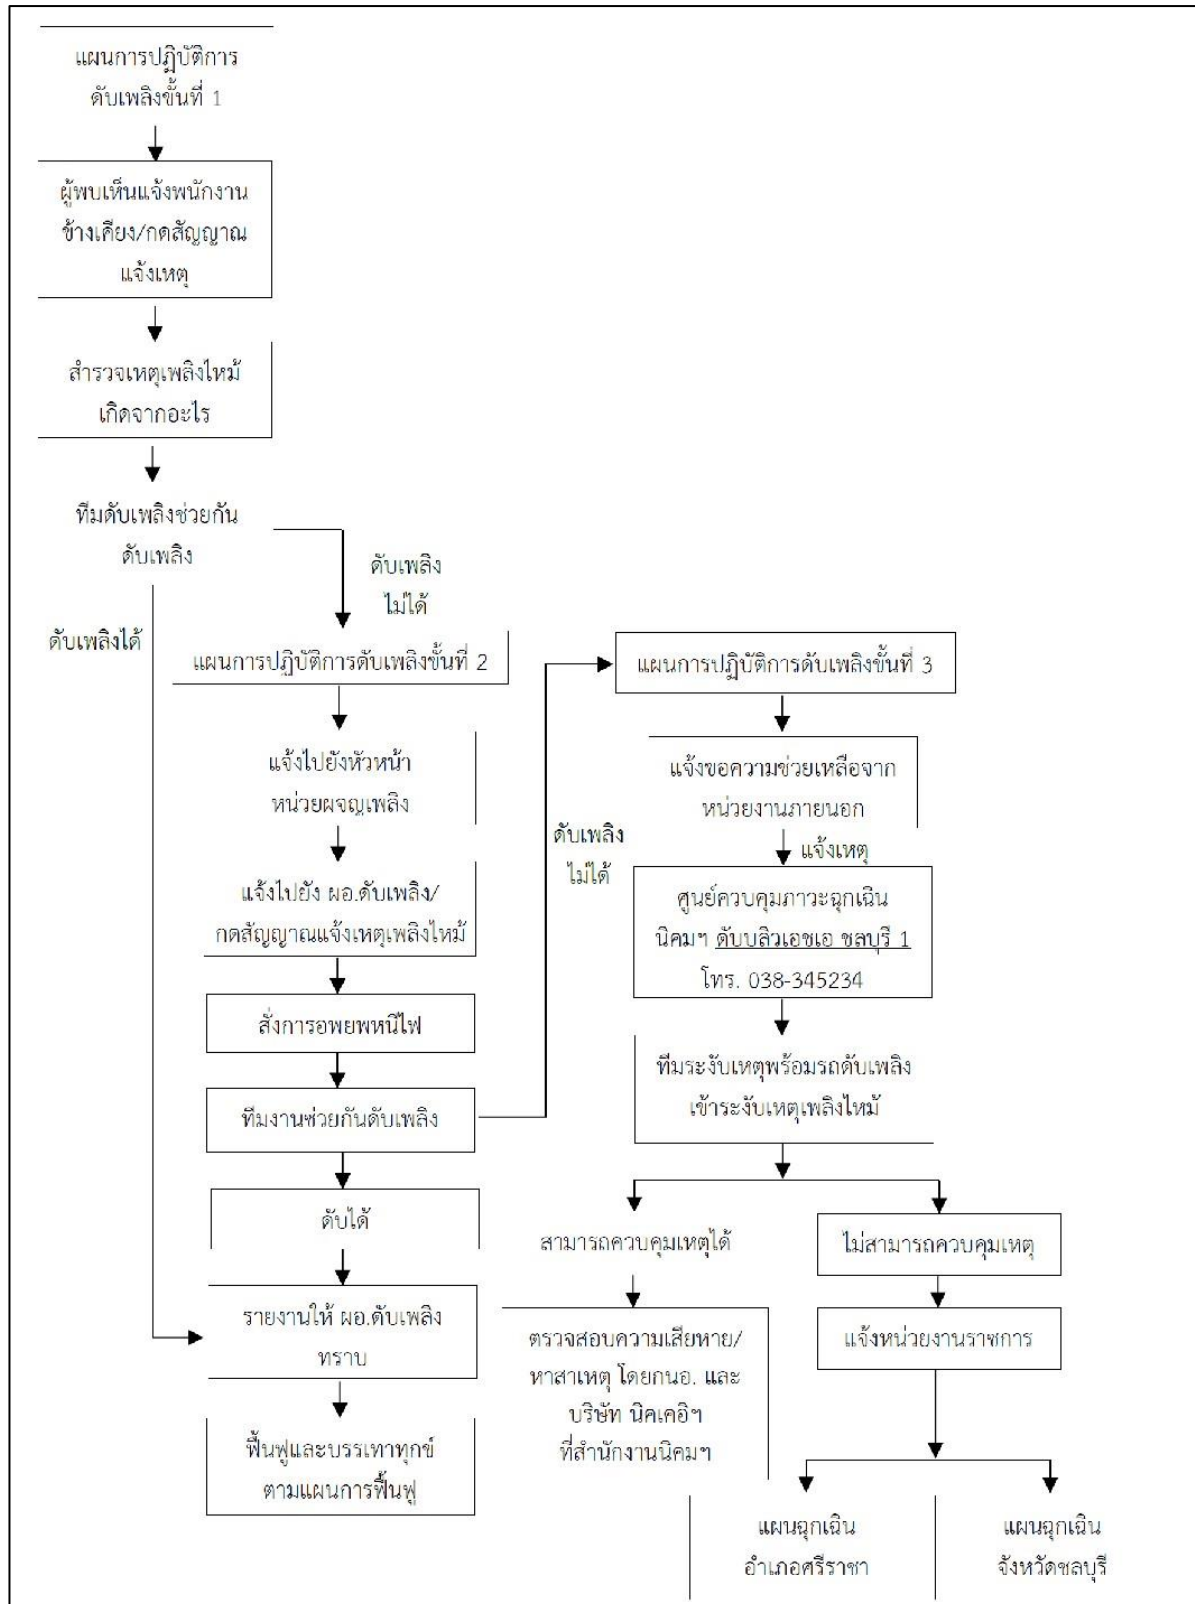 แผนการปฏิบัติการ
ดับเพลิงขั้นที่ 1
ผู้พบเห็นแจ้งพนักงาน
ข้างเคียง/กดสัญญาณ
แจ้งเหตุ
สำรวจเหตุเพลิงไหม้
เกิดจากอะไร
ทีมดับเพลิงช่วยกัน
ดับเพลิง
ดับเพลิง
ไม่ได้
ดับเพลิงได้
แผนการปฏิบัติการดับเพลิงขั้นที่ 2
แจ้งไปยังหัวหน้า
หน่วยผจญเพลิง
แจ้งไปยัง ผอ.ดับเพลิง/
กดสัญญาณแจ้งเหตุเพลิงไหม้
สั่งการอพยพหนีไฟ
ทีมงานช่วยกันดับเพลิง
ดับได้
รายงานให้ ผอ.ดับเพลิง
ทราบ
ฟื้นฟูและบรรเทาทุกข์
ตามแผนการฟื้นฟู
ดับเพลิง
ไม่ได้
แผนการปฏิบัติการดับเพลิงขั้นที่ 3
แจ้งขอความช่วยเหลือจาก
หน่วยงานภายนอก
แจ้งเหตุ
ศูนย์ควบคุมภาวะฉุกเฉิน
นิคมฯ ดับบลิวเอชเอ ชลบุรี 1
โทร. 038-345234
ทีมระงับเหตุพร้อมรถดับเพลิง
เข้าระงับเหตุเพลิงไหม้
สามารถควบคุมเหตุได้
ตรวจสอบความเสียหาย/
หาสาเหตุ โดยกนอ. และ
บริษัท นิคเคอิฯ
ที่สำนักงานนิคมฯ
ไม่สามารถควบคุมเหตุ
แจ้งหน่วยงานราชการ
แผนฉุกเฉิน
อำเภอศรีราชา
แผนฉุกเฉิน
จังหวัดชลบุรี